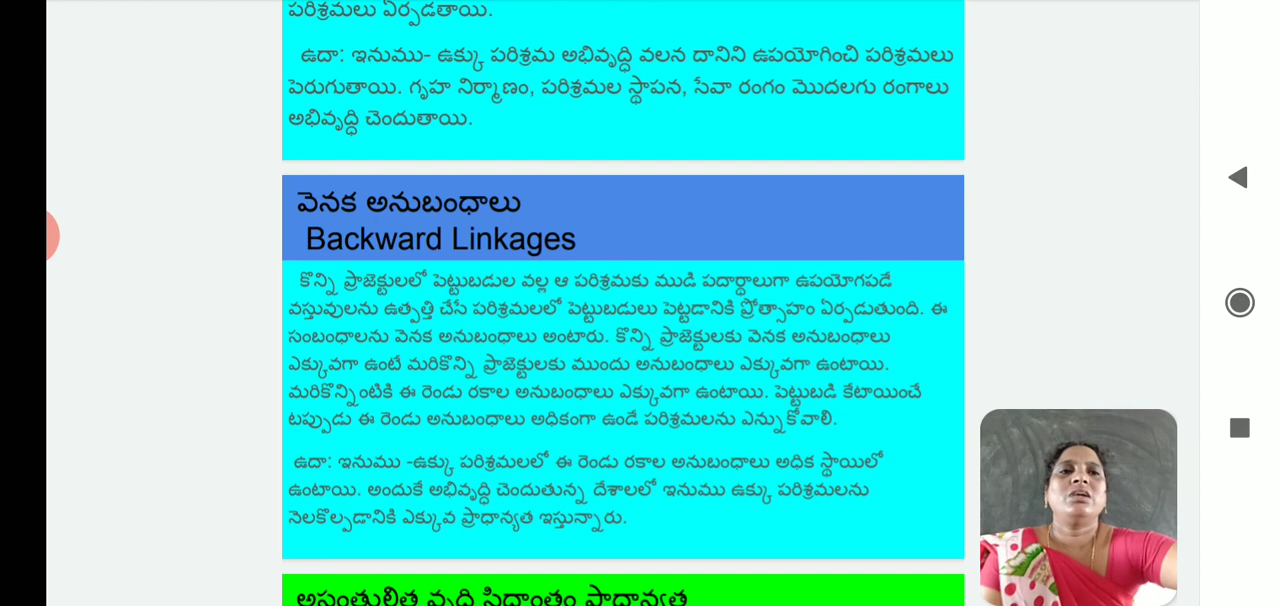 పరిశ్రమలు ఏర్పడతాయి.
ఉదా: ఇనుము- ఉక్కు పరిశ్రమ అభివృద్ధి వలన దానిని ఉపయోగించి పరిశ్రమలు
పెరుగుతాయి. గృహ నిర్మాణం, పరిశ్రమల స్థాపన, సేవా రంగం మొదలగు రంగాలు
అభివృద్ధి చెందుతాయి.
వెనక అనుబంధాలు
Backward Linkages
కొన్ని ప్రాజెక్టులలో పెట్టుబడుల వల్ల ఆ పరిశ్రమకు ముడి పదార్థాలుగా ఉపయోగపడే
వస్తువులను ఉత్పత్తి చేసే పరిశ్రమలలో పెట్టుబడులు పెట్టడానికి ప్రోత్సాహం ఏర్పడుతుంది. ఈ
సంబంధాలను వెనక అనుబంధాలు అంటారు. కొన్ని ప్రాజెక్టులకు వెనక అనుబంధాలు
ఎక్కువగా ఉంటే మరికొన్ని ప్రాజెక్టులకు ముందు అనుబంధాలు ఎక్కువగా ఉంటాయి.
మరికొన్నింటికి ఈ రెండు రకాల అనుబంధాలు ఎక్కువగా ఉంటాయి. పెట్టుబడి కేటాయించే
టప్పుడు ఈ రెండు అనుబంధాలు అధికంగా ఉండే పరిశ్రమలను ఎన్నుకోవాలి.
ఉదా: ఇనుము -ఉక్కు పరిశ్రమలలో ఈ రెండు రకాల అనుబంధాలు అధిక స్థాయిలో
ఉంటాయి. అందుకే అభివృద్ధి చెందుతున్న దేశాలలో ఇనుము ఉక్కు పరిశ్రమలను
నెలకొల్పడానికి ఎక్కువ ప్రాధాన్యత ఇస్తున్నారు.
అసంతులిత వృద్ధి సిద్ధాంతం ప్రాధాన్యత